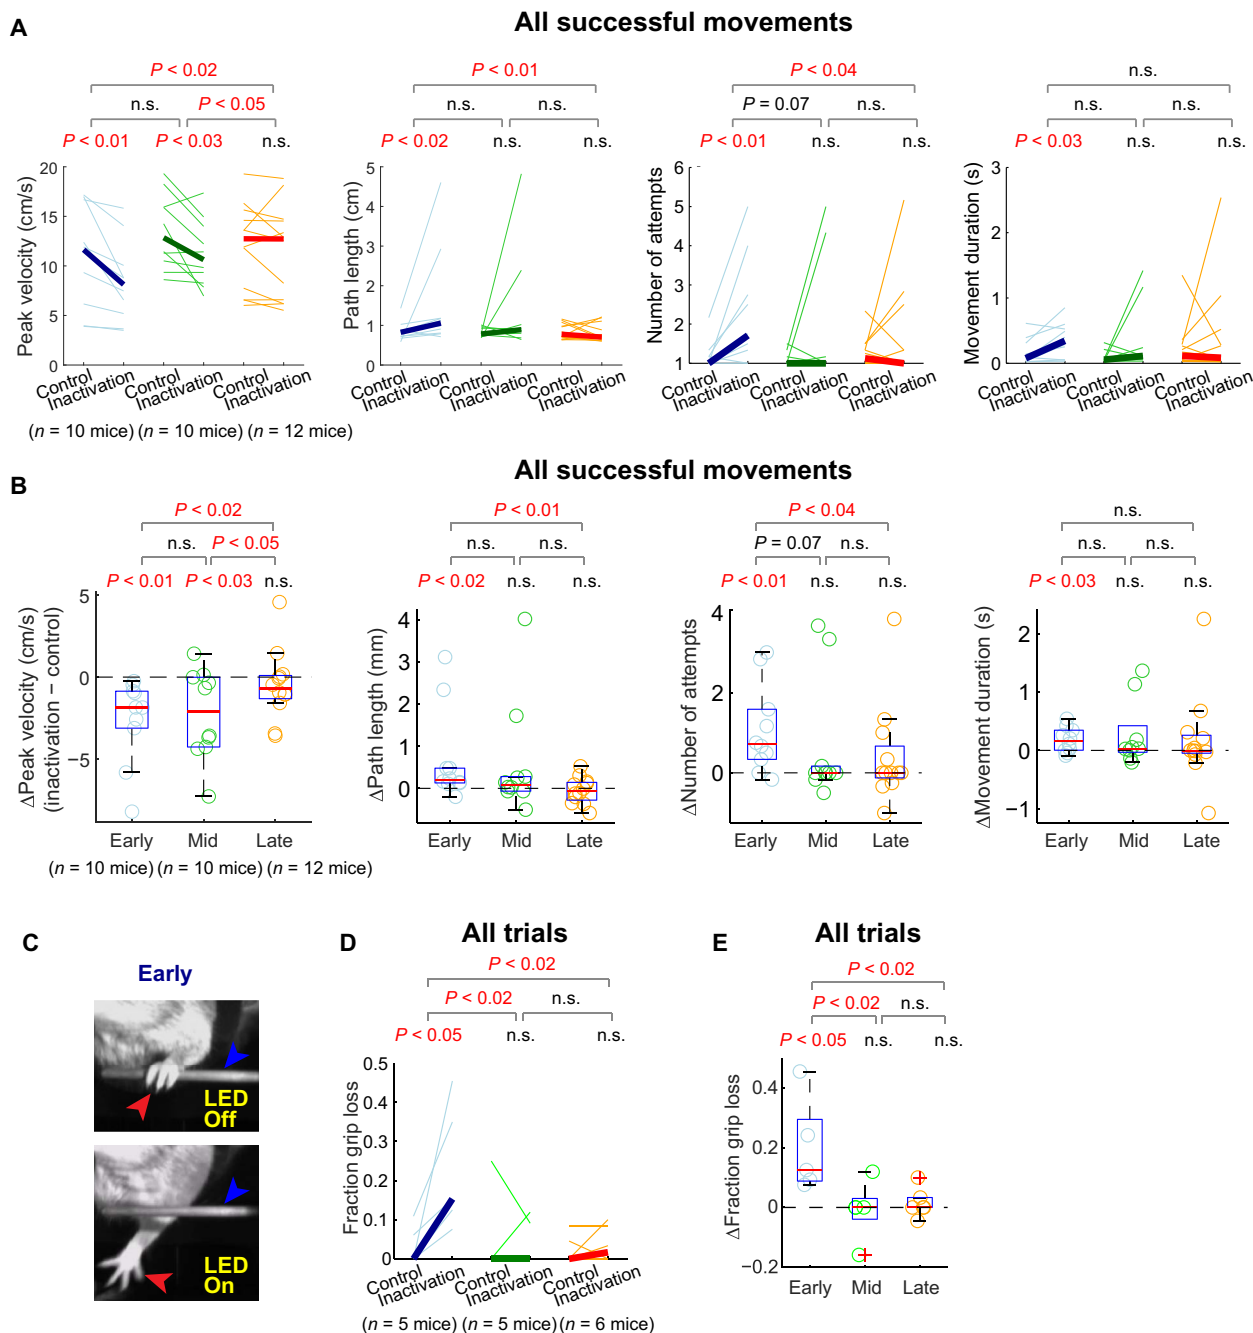 A
All successful movements
P < 0.02
n.s.
P < 0.05
P < 0.01
P < 0.03
n.s.
20
15
10
5
0
Peak velocity (cm/s)
Control
Inactivation
Control
Inactivation
Control
Inactivation
(n = 10 mice) (n = 10 mice) (n = 12 mice)
P < 0.01
n.s.
n.s.
P < 0.02
n.s.
n.s.
5
4
3
2
1
0
Path length (cm)
Control
Inactivation
Control
Inactivation
Control
Inactivation
P < 0.04
P = 0.07
n.s.
P < 0.01
n.s.
n.s.
6
5
4
3
2
1
Number of attempts
Control
Inactivation
Control
Inactivation
Control
Inactivation
n.s.
n.s.
n.s.
P < 0.03
n.s.
n.s.
3
2
1
0
Movement duration (s)
Control
Inactivation
Control
Inactivation
Control
Inactivation
B
All successful movements
P < 0.02
n.s.
P < 0.05
P < 0.01
P < 0.03
n.s.
5
0
−5
ΔPeak velocity (cm/s)
(inactivation − control)
Early
Mid
Late
(n = 10 mice) (n = 10 mice) (n = 12 mice)
P < 0.01
n.s.
n.s.
P < 0.02
n.s.
n.s.
4
3
2
1
0
ΔPath length (mm)
Early
Mid
Late
P < 0.04
P = 0.07
n.s.
P < 0.01
n.s.
n.s.
4
2
0
ΔNumber of attempts
Early
Mid
Late
n.s.
n.s.
n.s.
P < 0.03
n.s.
n.s.
2
1
0
−1
ΔMovement duration (s)
Early
Mid
Late
C
Early
LED
Off
LED
On
D
All trials
P < 0.02
P < 0.02
n.s.
P < 0.05
n.s.
n.s.
0.5
0.4
0.3
0.2
0.1
0
Fraction grip loss
Control
Inactivation
Control
Inactivation
Control
Inactivation
(n = 5 mice) (n = 5 mice) (n = 6 mice)
E
All trials
P < 0.02
P < 0.02
n.s.
P < 0.05
n.s.
n.s.
0.4
0.2
0
−0.2
ΔFraction grip loss
Early
Mid
Late